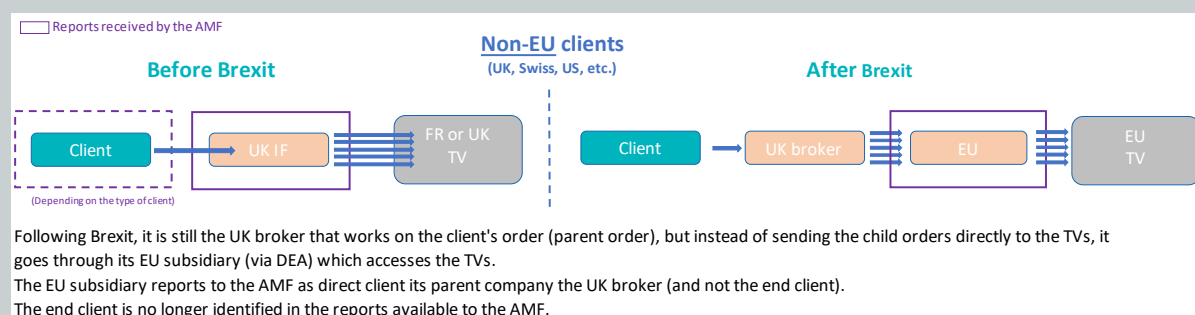 Reports received by the AMF
Non-EU clients
(UK, Swiss, US, etc.)
Before Brexit
After Brexit
Client
UK IF
FR or UK
TV
(Depending on the type of client)
Client
UK broker
EU
EU
TV
Following Brexit, it is still the UK broker that works on the client's order (parent order), but instead of sending the child orders directly to the TVs, it
goes through its EU subsidiary (via DEA) which accesses the TVs.
The EU subsidiary reports to the AMF as direct client its parent company the UK broker (and not the end client).
The end client is no longer identified in the reports available to the AMF.